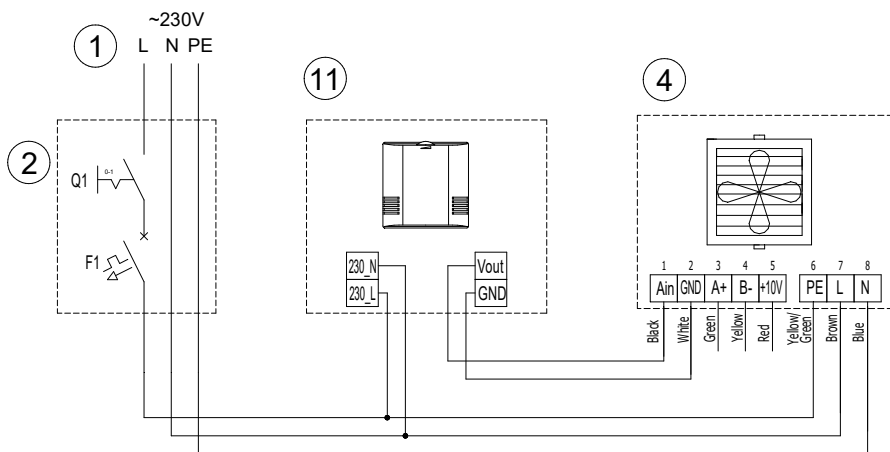 ~230V
1
L N PE
11
4
2
Q1
0-1
F1
230_N
230_L
Vout
GND
1 2 3 4 5 6 7 8
Ain GND A+ B- +10V PE L N
Black White Green Yellow Red Yellow/ Green Brown Blue